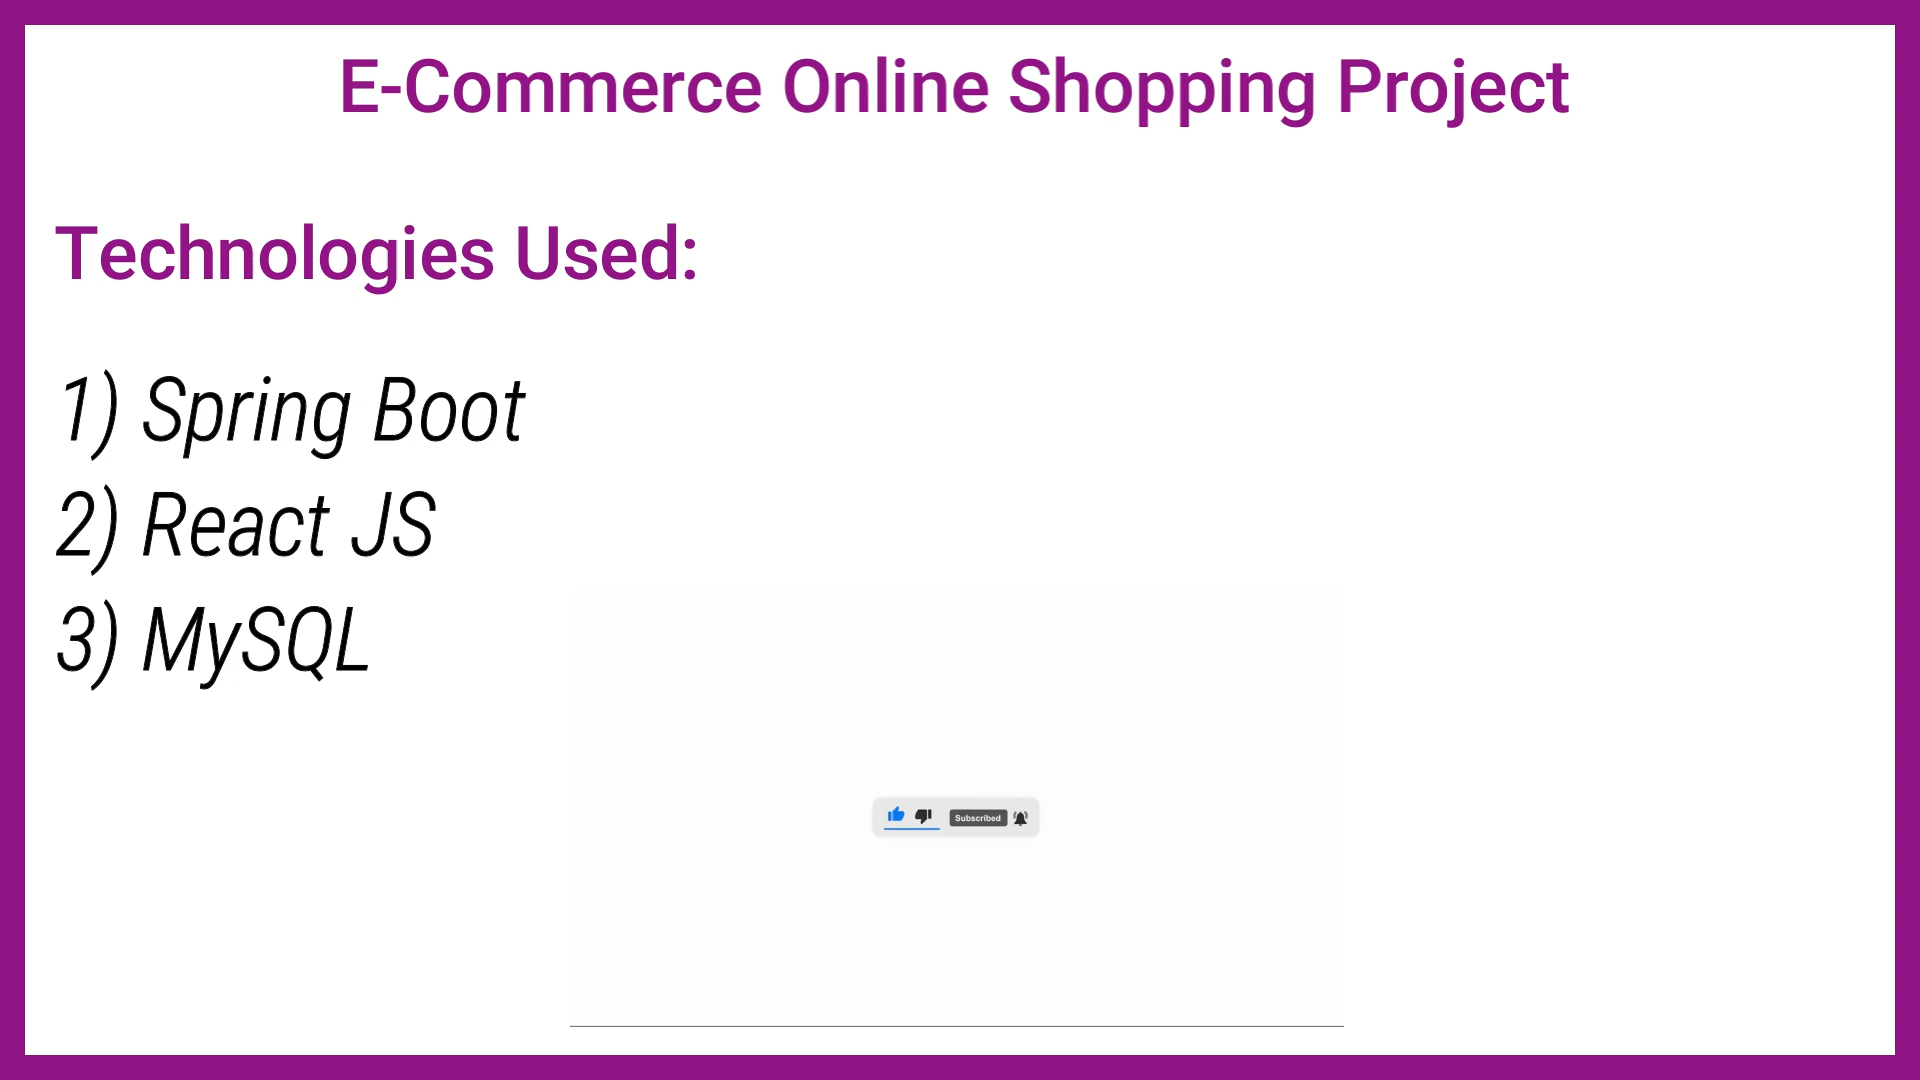 E-Commerce Online Shopping Project
Technologies Used:
1) Spring Boot
2) React JS
3) MySQL
Subscribed